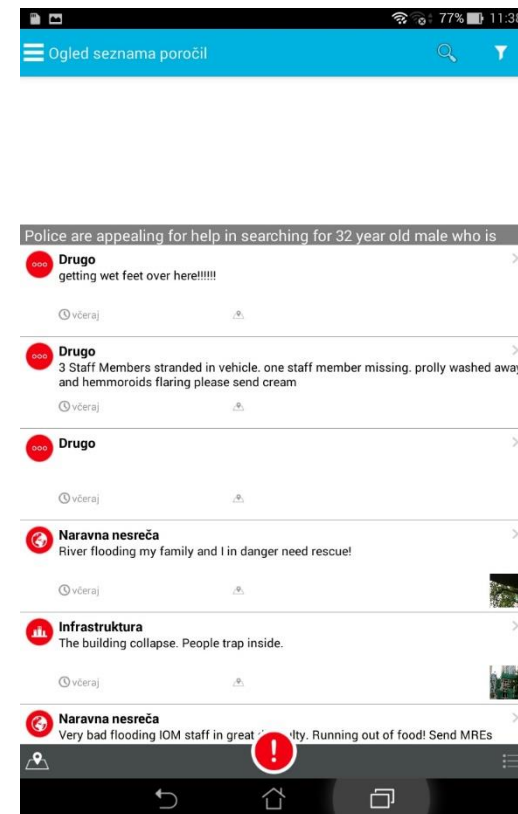 77% 11:38
Ogled seznama poročil
Police are appealing for help in searching for 32 year old male who is
Drugo
getting wet feet over here!!!!!!
včeraj
Drugo
3 Staff Members stranded in vehicle. one staff member missing. prolly washed away
and hemmoroids flaring please send cream
včeraj
Drugo
včeraj
Naravna nesreča
River flooding my family and I in danger need rescue!
včeraj
Infrastruktura
The building collapse. People trap inside.
včeraj
Naravna nesreča
Very bad flooding IOM staff in great lty. Running out of food! Send MREs